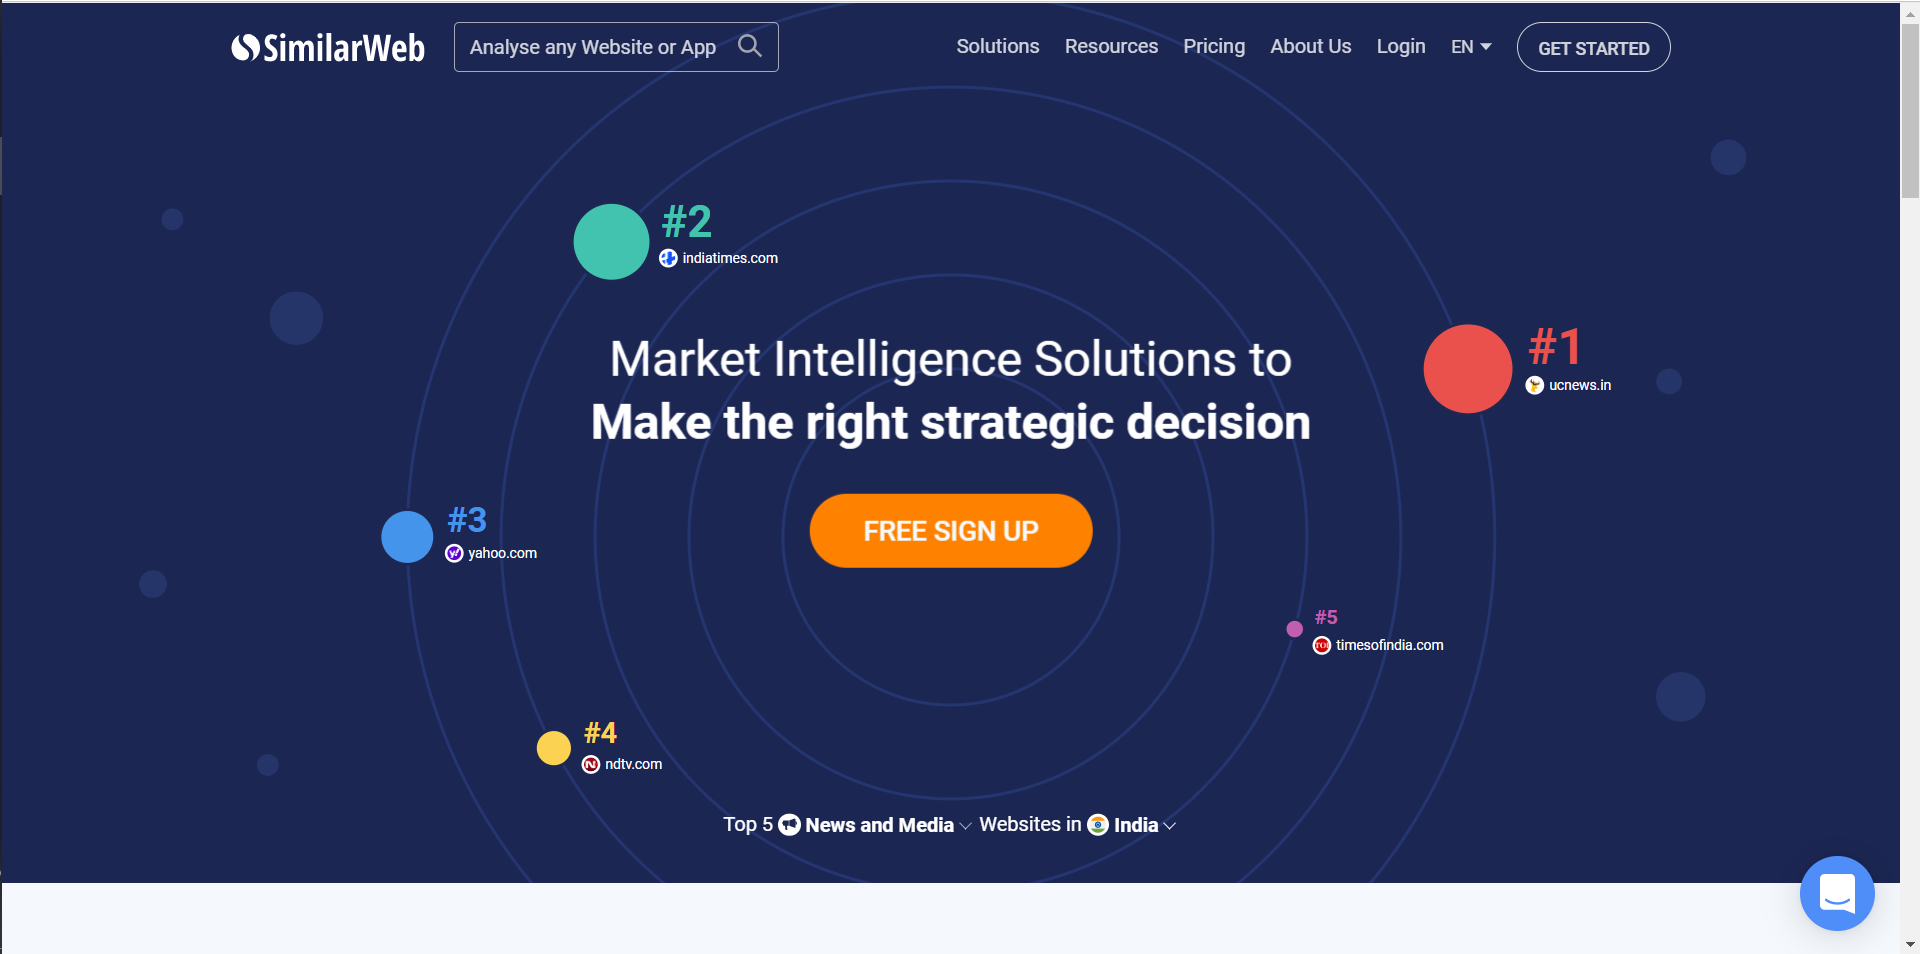 SimilarWeb
Analyse any Website or App
Solutions Resources Pricing About Us Login EN GET STARTED
#2
indiatimes.com
#1
ucnews.in
Market Intelligence Solutions to
Make the right strategic decision
#3
yahoo.com
FREE SIGN UP
#5
TOI timesofindia.com
#4
ndtv.com
Top 5 News and Media Websites in India